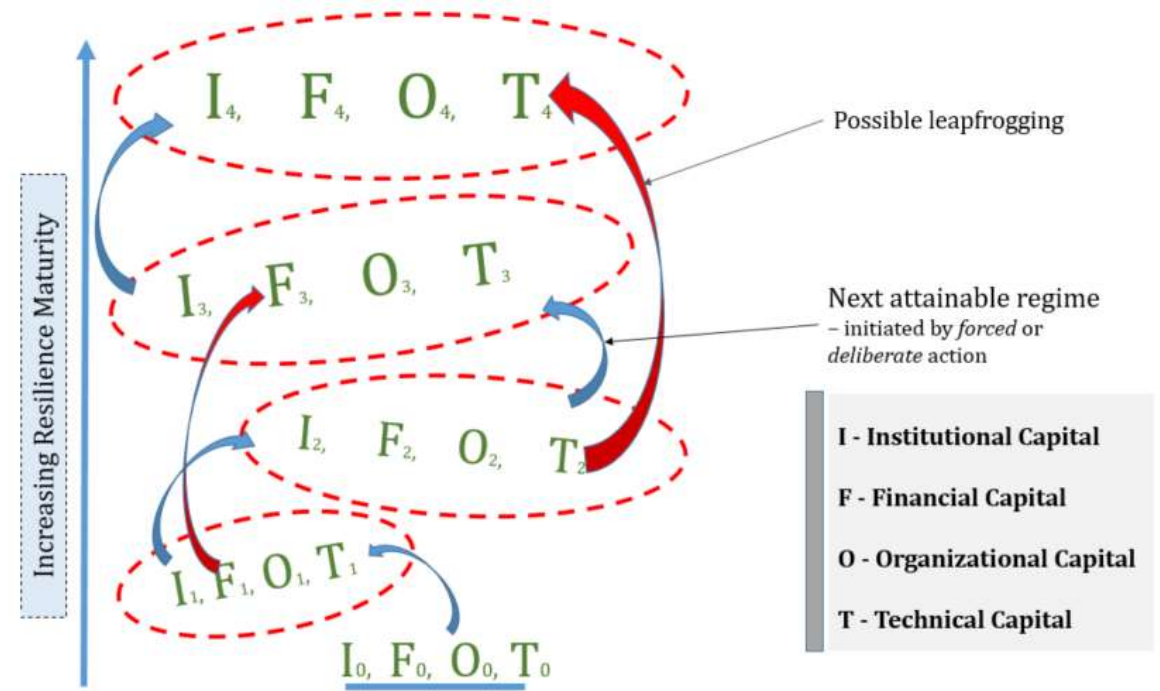 I4, F4, O4, T4
Possible leapfrogging
Increasing Resilience Maturity
I3, F3, O3, T3
Next attainable regime
– initiated by forced or
deliberate action
I2, F2, O2, T2
I1, F1, O1, T1
I0, F0, O0, T0
I - Institutional Capital
F - Financial Capital
O - Organizational Capital
T - Technical Capital